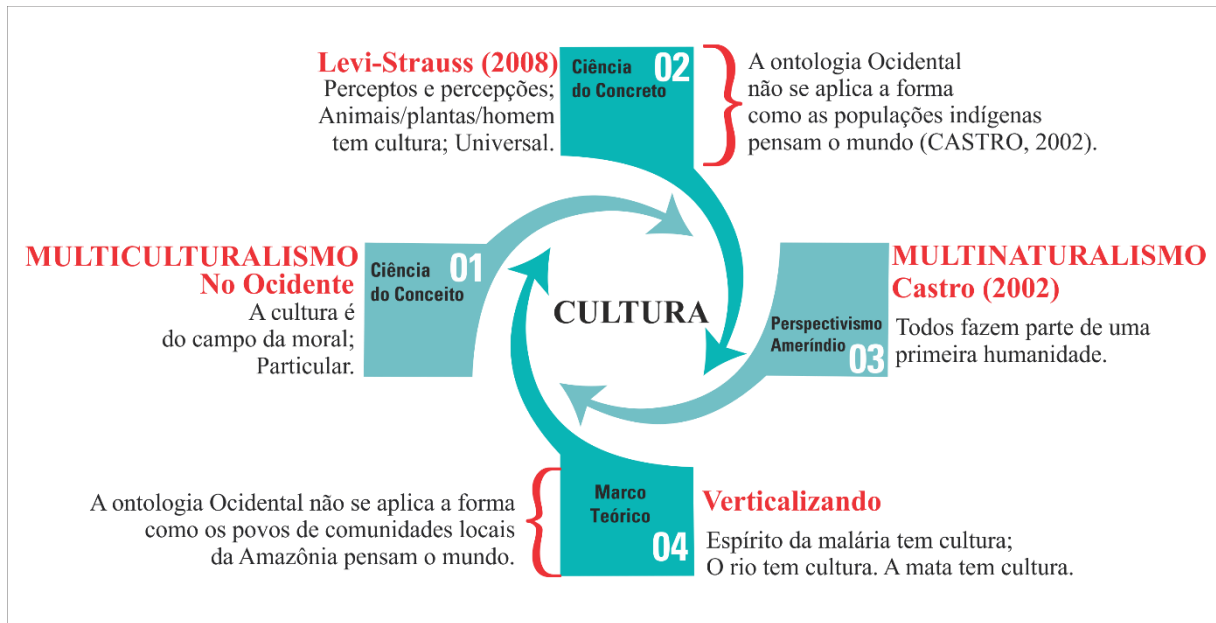 Levi-Strauss (2008)
Perceptos e percepções;
Animais/plantas/homem
tem cultura; Universal.
Ciência
do Concreto
02
A ontologia Ocidental
não se aplica a forma
como as populações indígenas
pensam o mundo (CASTRO, 2002).
MULTICULTURALISMO
No Ocidente
A cultura é
do campo da moral;
Particular.
Ciência
do Conceito
01
CULTURA
Perspectivismo
Ameríndio
03
MULTINATURALISMO
Castro (2002)
Todos fazem parte de uma
primeira humanidade.
A ontologia Ocidental não se aplica a forma
como os povos de comunidades locais
da Amazônia pensam o mundo.
Marco
Teórico
04
Verticalizando
Espírito da malária tem cultura;
O rio tem cultura. A mata tem cultura.